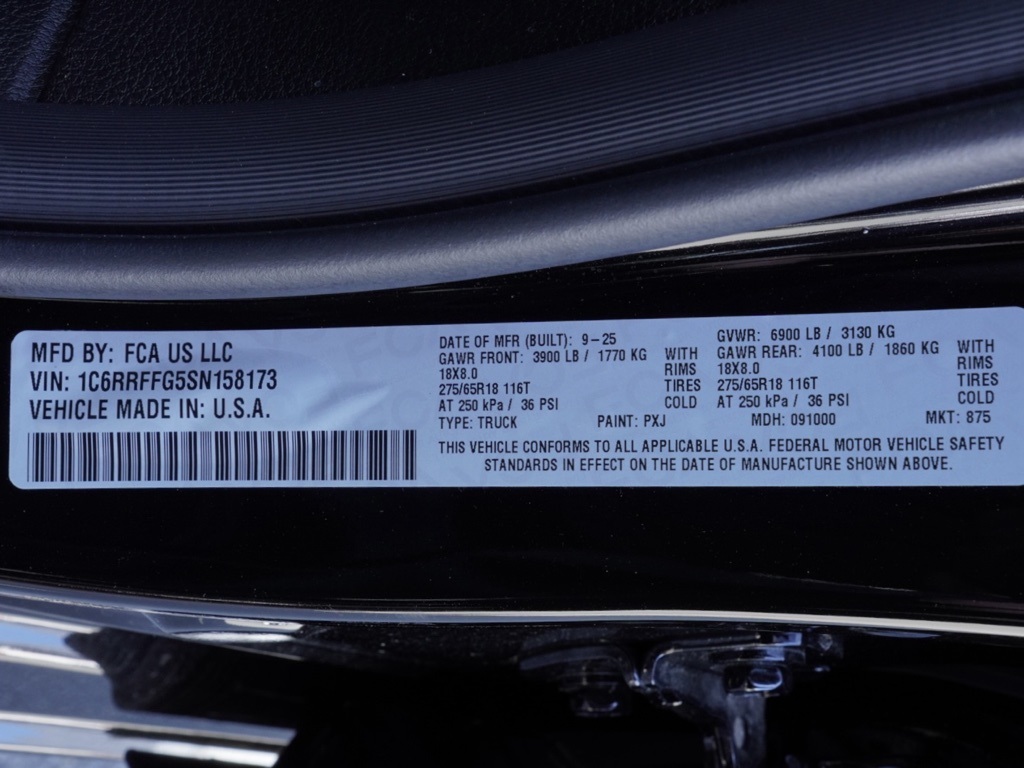 MFD BY: FCA US LLC
VIN: 1C6RRFFG5SN158173
VEHICLE MADE IN: U.S.A.
DATE OF MFR (BUILT): 9-25
GAWR FRONT: 3900 LB / 1770 KG WITH
18X8.0 RIMS
275/65R18 116T TIRES
AT 250 kPa / 36 PSI COLD
GVWR: 6900 LB / 3130 KG
GAWR REAR: 4100 LB / 1860 KG WITH
18X8.0 RIMS
275/65R18 116T TIRES
AT 250 kPa / 36 PSI COLD
TYPE: TRUCK PAINT: PXJ MDH: 091000 MKT: 875
THIS VEHICLE CONFORMS TO ALL APPLICABLE U.S.A. FEDERAL MOTOR VEHICLE SAFETY
STANDARDS IN EFFECT ON THE DATE OF MANUFACTURE SHOWN ABOVE.